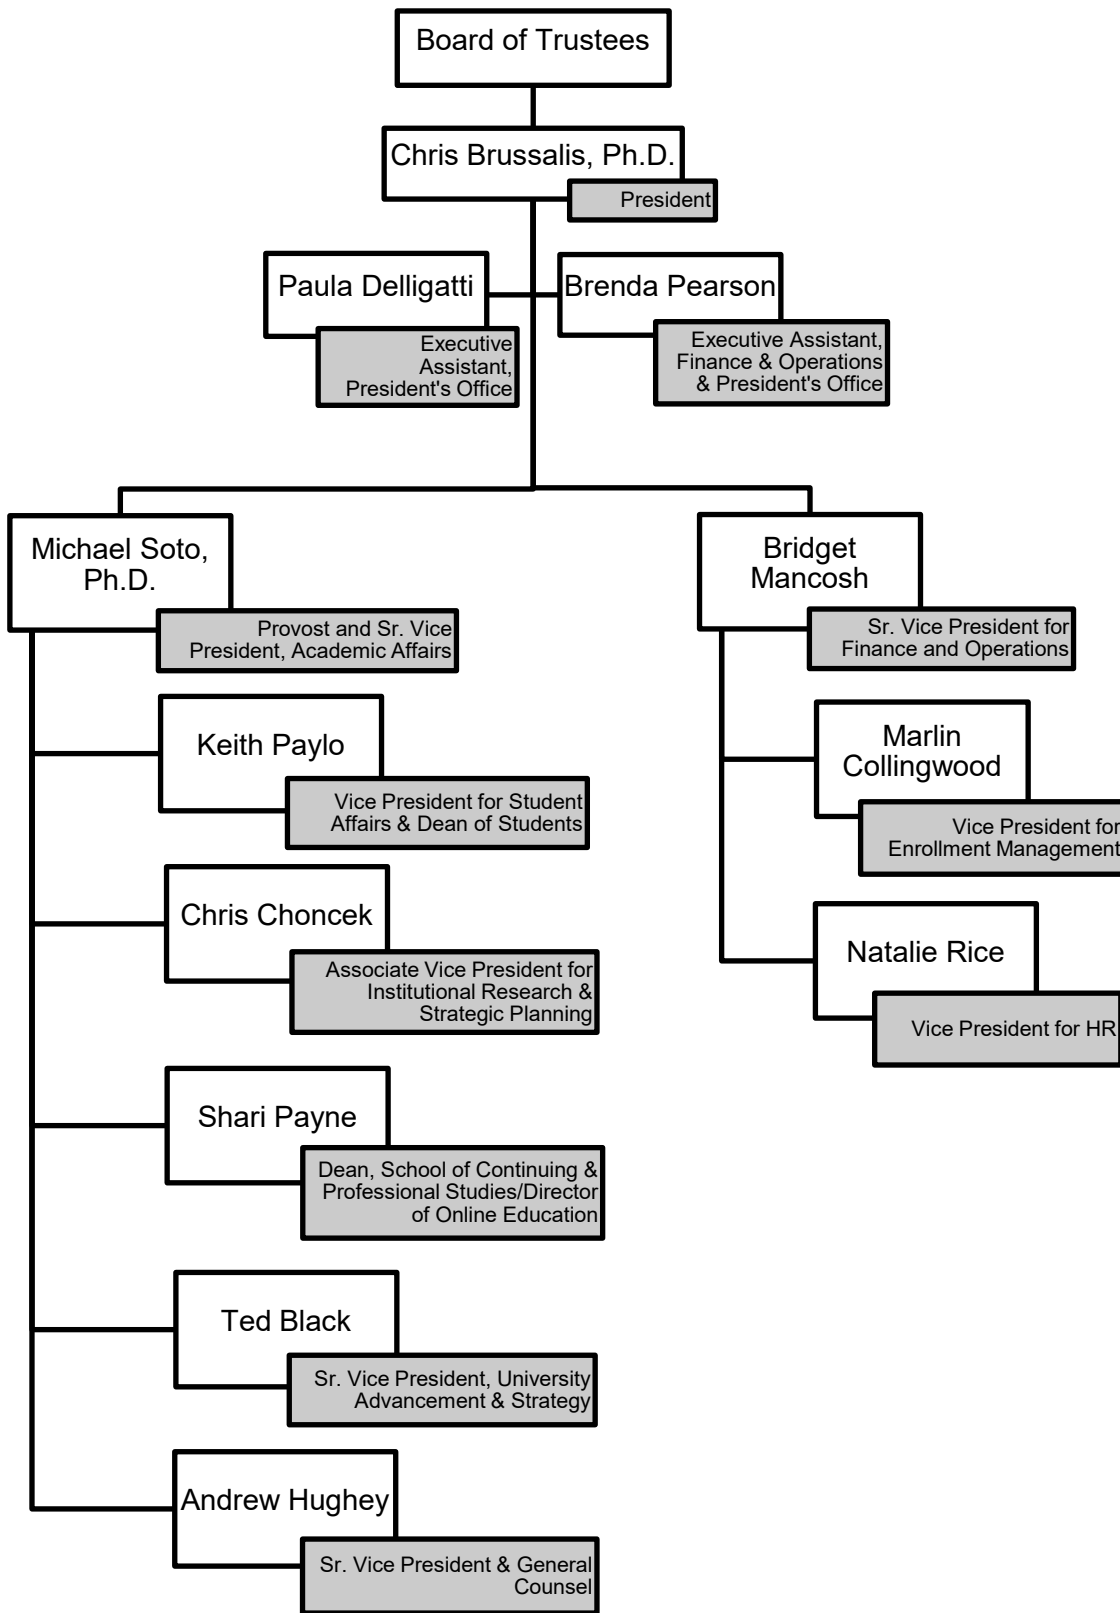 Board of Trustees
Chris Brussalis, Ph.D.
President
Paula Delligatti
Executive
Assistant,
President's Office
Brenda Pearson
Executive Assistant,
Finance & Operations
& President's Office
Michael Soto,
Ph.D.
Provost and Sr. Vice
President, Academic Affairs
Keith Paylo
Vice President for Student
Affairs & Dean of Students
Chris Choncek
Associate Vice President for
Institutional Research &
Strategic Planning
Shari Payne
Dean, School of Continuing &
Professional Studies/Director
of Online Education
Ted Black
Sr. Vice President, University
Advancement & Strategy
Andrew Hughey
Sr. Vice President & General
Counsel
Bridget
Mancosh
Sr. Vice President for
Finance and Operations
Marlin
Collingwood
Vice President for
Enrollment Management
Natalie Rice
Vice President for HR